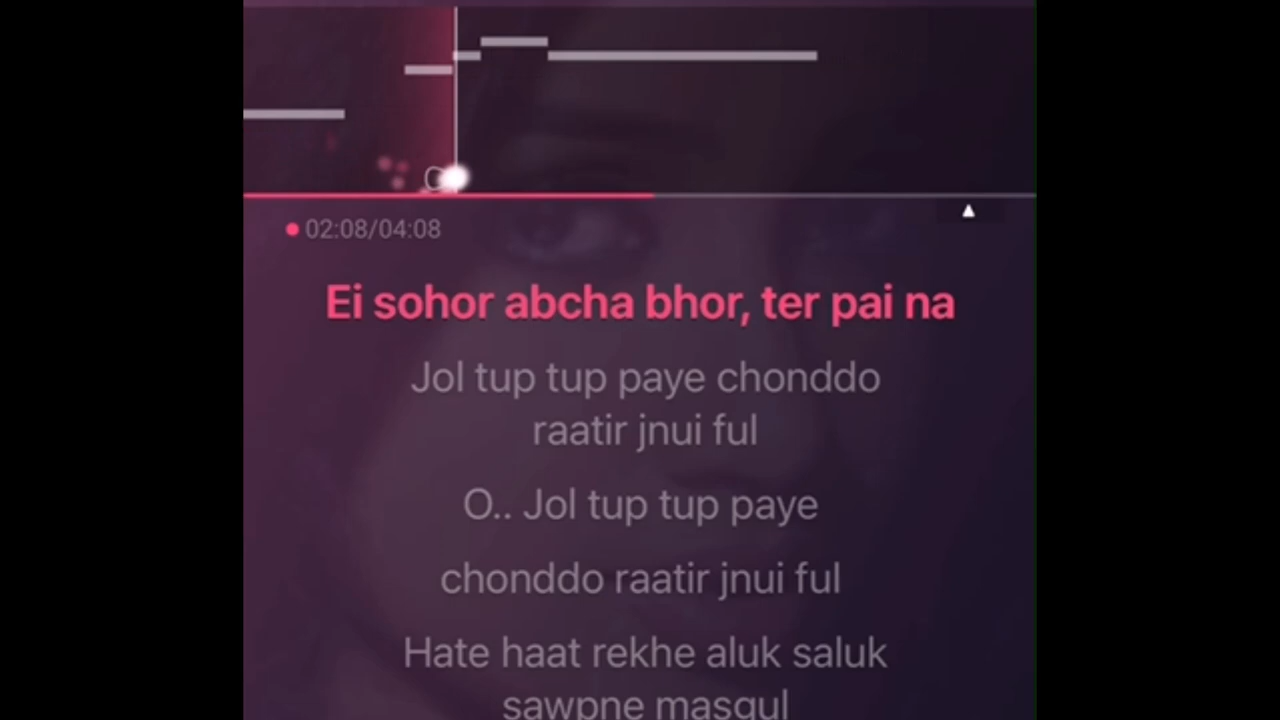 02:08/04:08
Ei sohor abcha bhor, ter pai na
Jol tup tup paye chonddo
raatir jnui ful
O.. Jol tup tup paye
chonddo raatir jnui ful
Hate haat rekhe aluk saluk
sawpne masgul